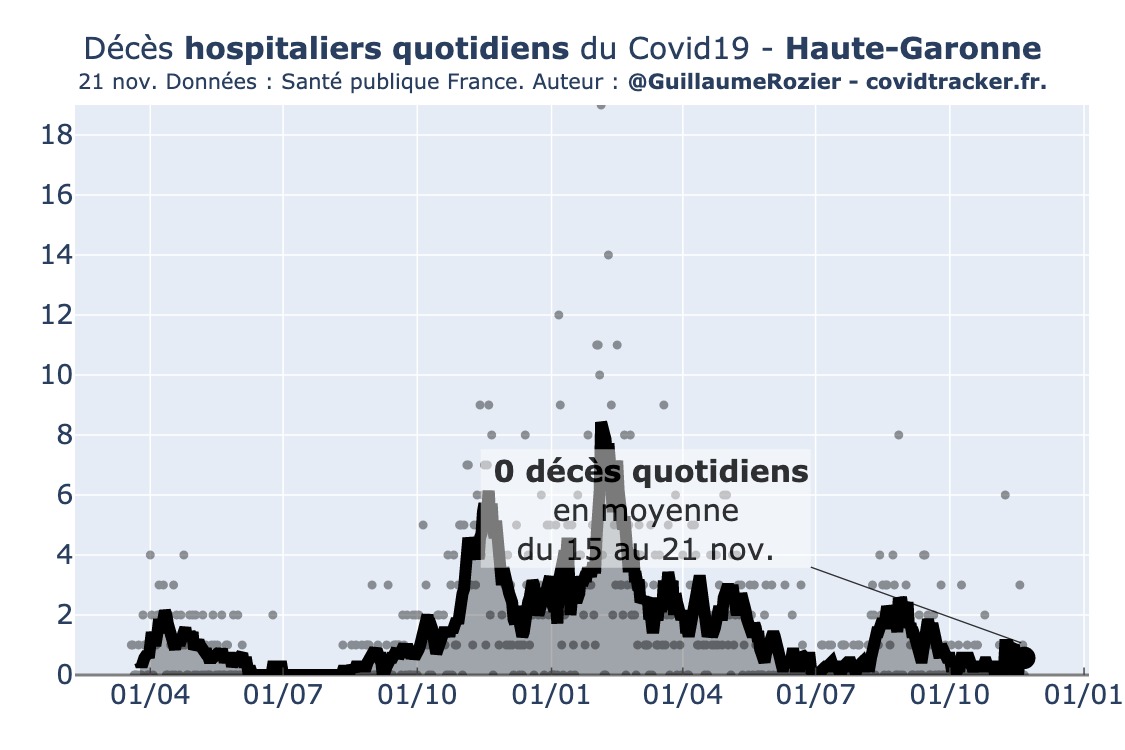 Décès hospitaliers quotidiens du Covid19 - Haute-Garonne
21 nov. Données : Santé publique France. Auteur : @GuillaumeRozier - covidtracker.fr.
18
16
14
12
10
8
6
4
2
0
0 décès quotidiens
en moyenne
du 15 au 21 nov.
01/04 01/07 01/10 01/01 01/04 01/07 01/10 01/01